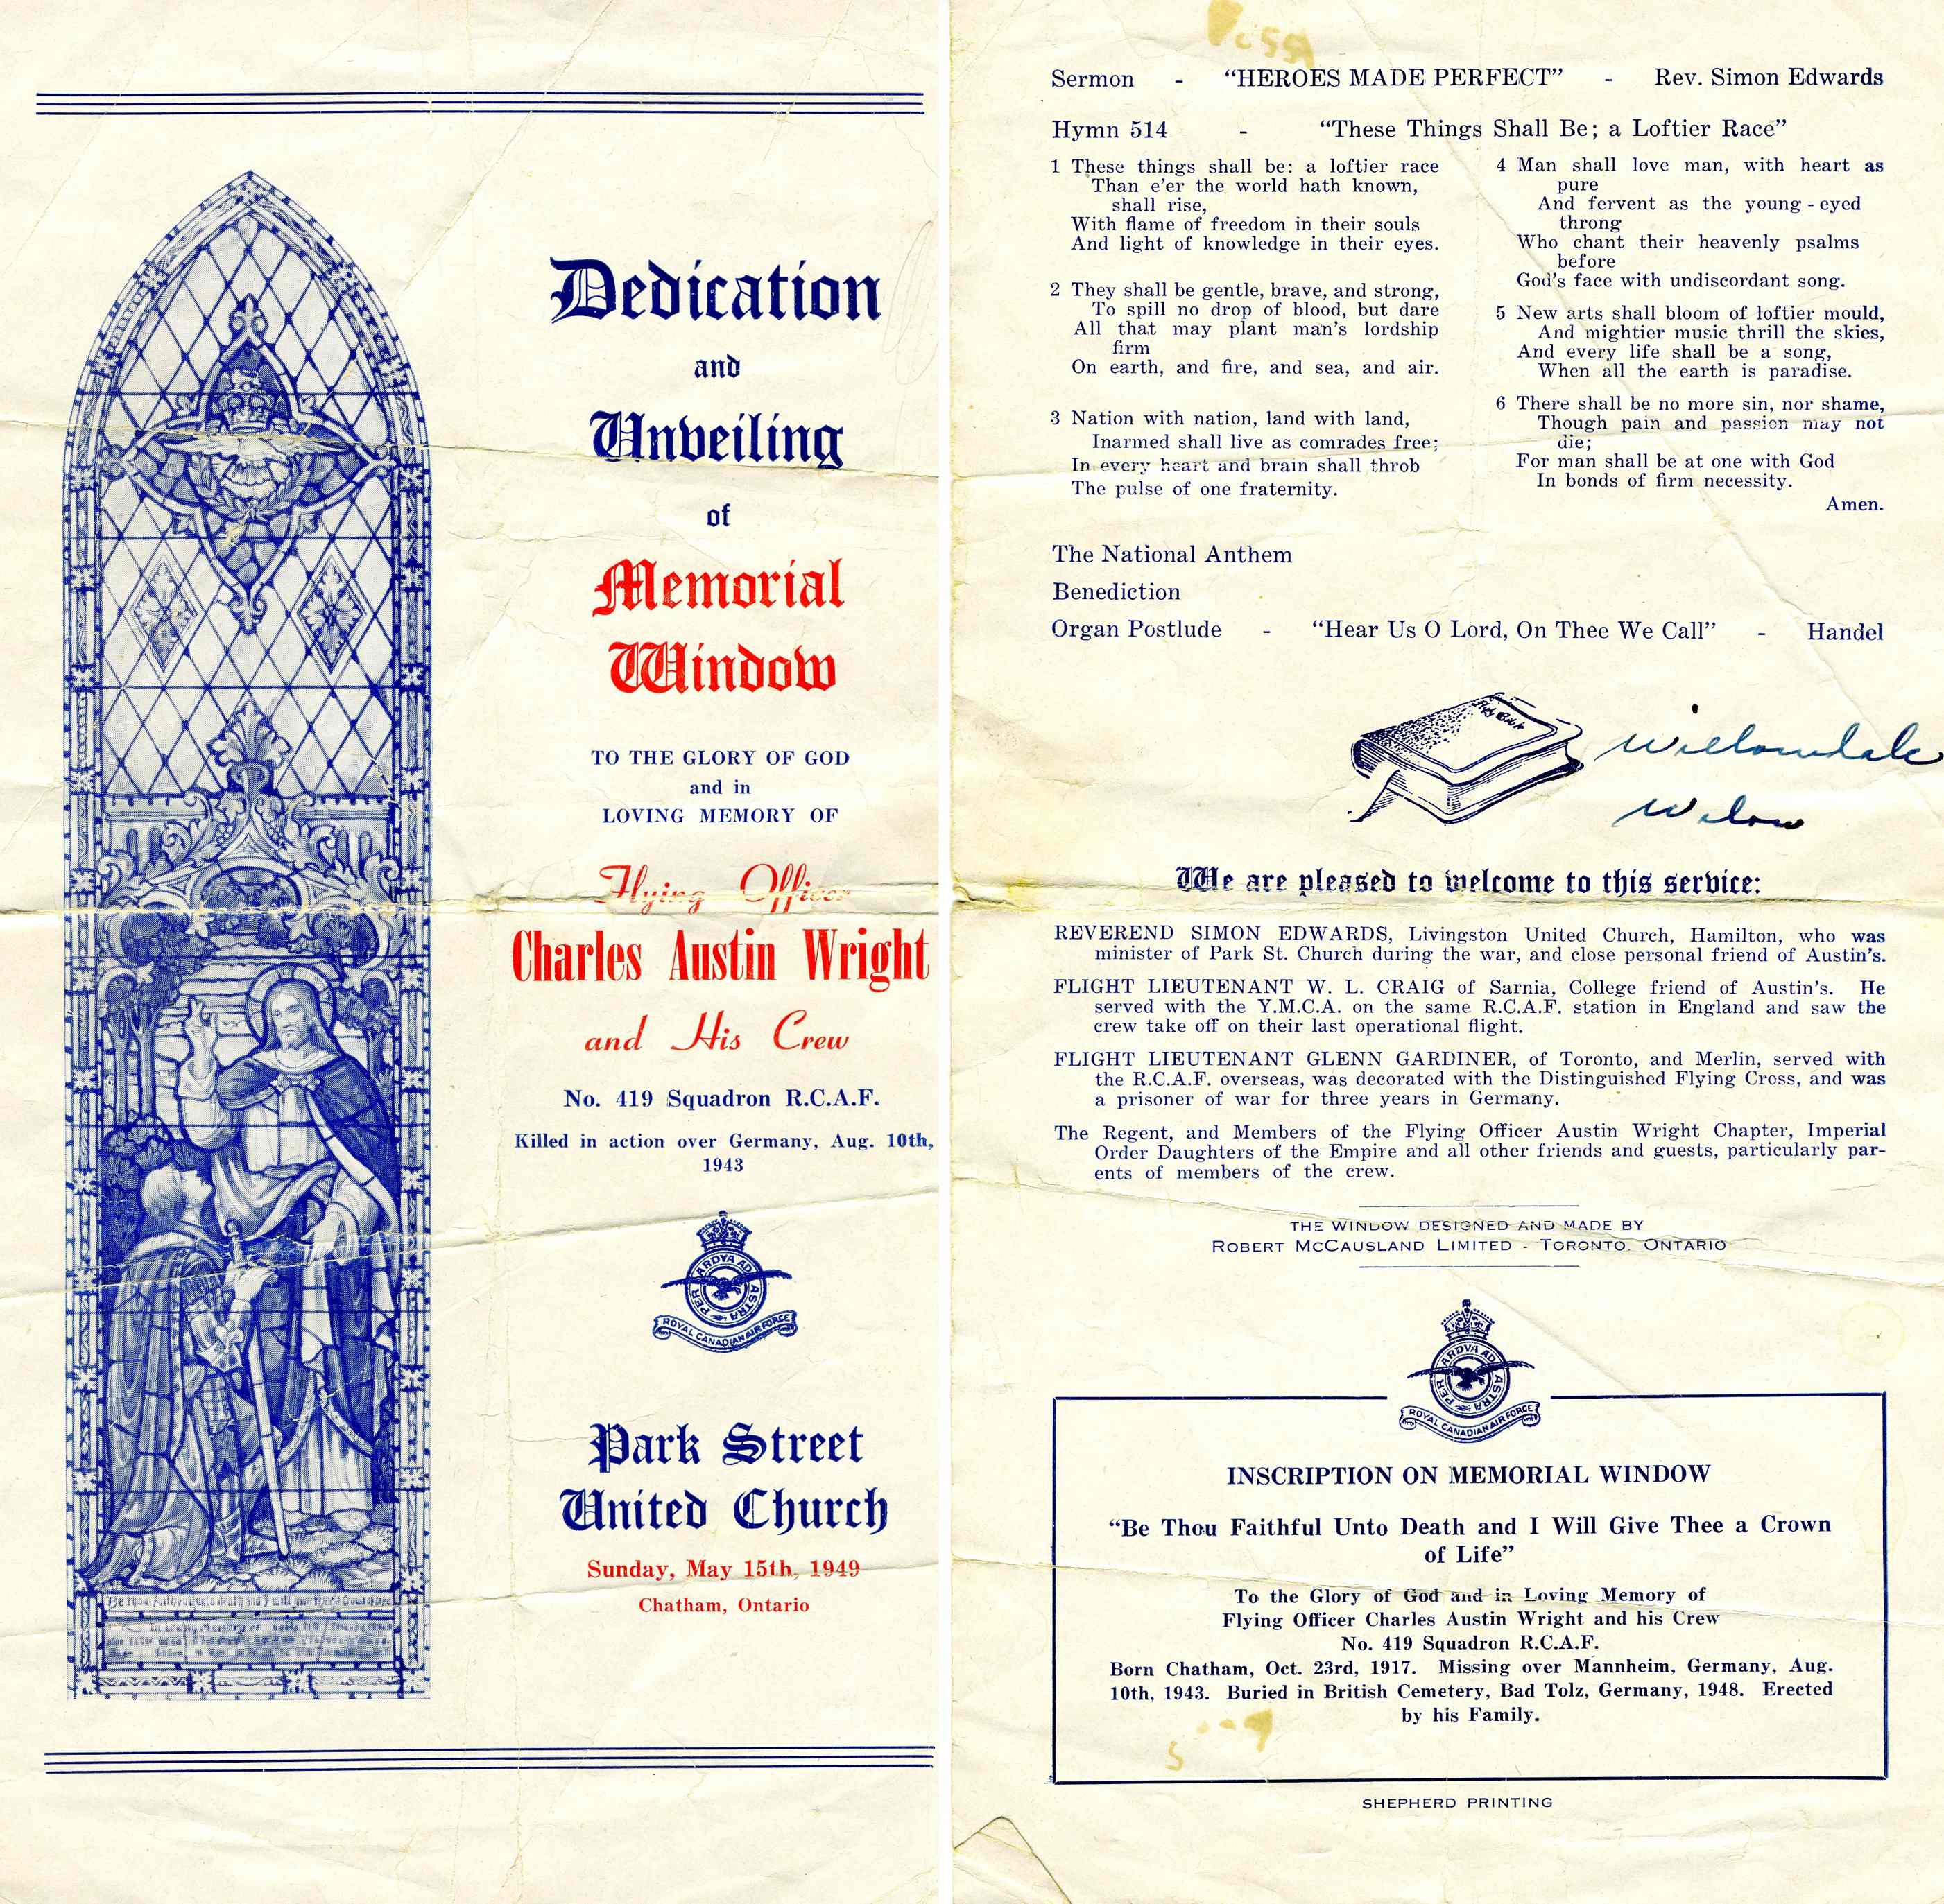 Dedication
and
Unveiling
of
Memorial
Window
TO THE GLORY OF GOD
and in
LOVING MEMORY OF
Flying Officer
Charles Austin Wright
and His Crew
No. 419 Squadron R.C.A.F.
Killed in action over Germany, Aug. 10th,
1943
PER ARDVA AD ASTRA
ROYAL CANADIAN AIR FORCE
Park Street
United Church
Sunday, May 15th, 1949
Chatham, Ontario
Be thou faithful unto death and I will give thee a Crown of Life
In Loving Memory of
Sermon - "HEROES MADE PERFECT" - Rev. Simon Edwards
Hymn 514 - "These Things Shall Be; a Loftier Race"
1 These things shall be: a loftier race
Than e'er the world hath known,
shall rise,
With flame of freedom in their souls
And light of knowledge in their eyes.
2 They shall be gentle, brave, and strong,
To spill no drop of blood, but dare
All that may plant man's lordship
firm
On earth, and fire, and sea, and air.
3 Nation with nation, land with land,
Inarmed shall live as comrades free;
In every heart and brain shall throb
The pulse of one fraternity.
4 Man shall love man, with heart as
pure
And fervent as the young-eyed
throng
Who chant their heavenly psalms
before
God's face with undiscordant song.
5 New arts shall bloom of loftier mould,
And mightier music thrill the skies,
And every life shall be a song,
When all the earth is paradise.
6 There shall be no more sin, nor shame,
Though pain and passion may not
die;
For man shall be at one with God
In bonds of firm necessity.
Amen.
The National Anthem
Benediction
Organ Postlude - "Hear Us O Lord, On Thee We Call" - Handel
Holy Bible
Willowdale
Wilow
We are pleased to welcome to this service:
REVEREND SIMON EDWARDS, Livingston United Church, Hamilton, who was
minister of Park St. Church during the war, and close personal friend of Austin's.
FLIGHT LIEUTENANT W. L. CRAIG of Sarnia, College friend of Austin's. He
served with the Y.M.C.A. on the same R.C.A.F. station in England and saw the
crew take off on their last operational flight.
FLIGHT LIEUTENANT GLENN GARDINER, of Toronto, and Merlin, served with
the R.C.A.F. overseas, was decorated with the Distinguished Flying Cross, and was
a prisoner of war for three years in Germany.
The Regent, and Members of the Flying Officer Austin Wright Chapter, Imperial
Order Daughters of the Empire and all other friends and guests, particularly par-
ents of members of the crew.
THE WINDOW DESIGNED AND MADE BY
ROBERT MCCAUSLAND LIMITED - TORONTO, ONTARIO
PER ARDVA AD ASTRA
ROYAL CANADIAN AIR FORCE
INSCRIPTION ON MEMORIAL WINDOW
"Be Thou Faithful Unto Death and I Will Give Thee a Crown
of Life"
To the Glory of God and in Loving Memory of
Flying Officer Charles Austin Wright and his Crew
No. 419 Squadron R.C.A.F.
Born Chatham, Oct. 23rd, 1917. Missing over Mannheim, Germany, Aug.
10th, 1943. Buried in British Cemetery, Bad Tolz, Germany, 1948. Erected
by his Family.
SHEPHERD PRINTING